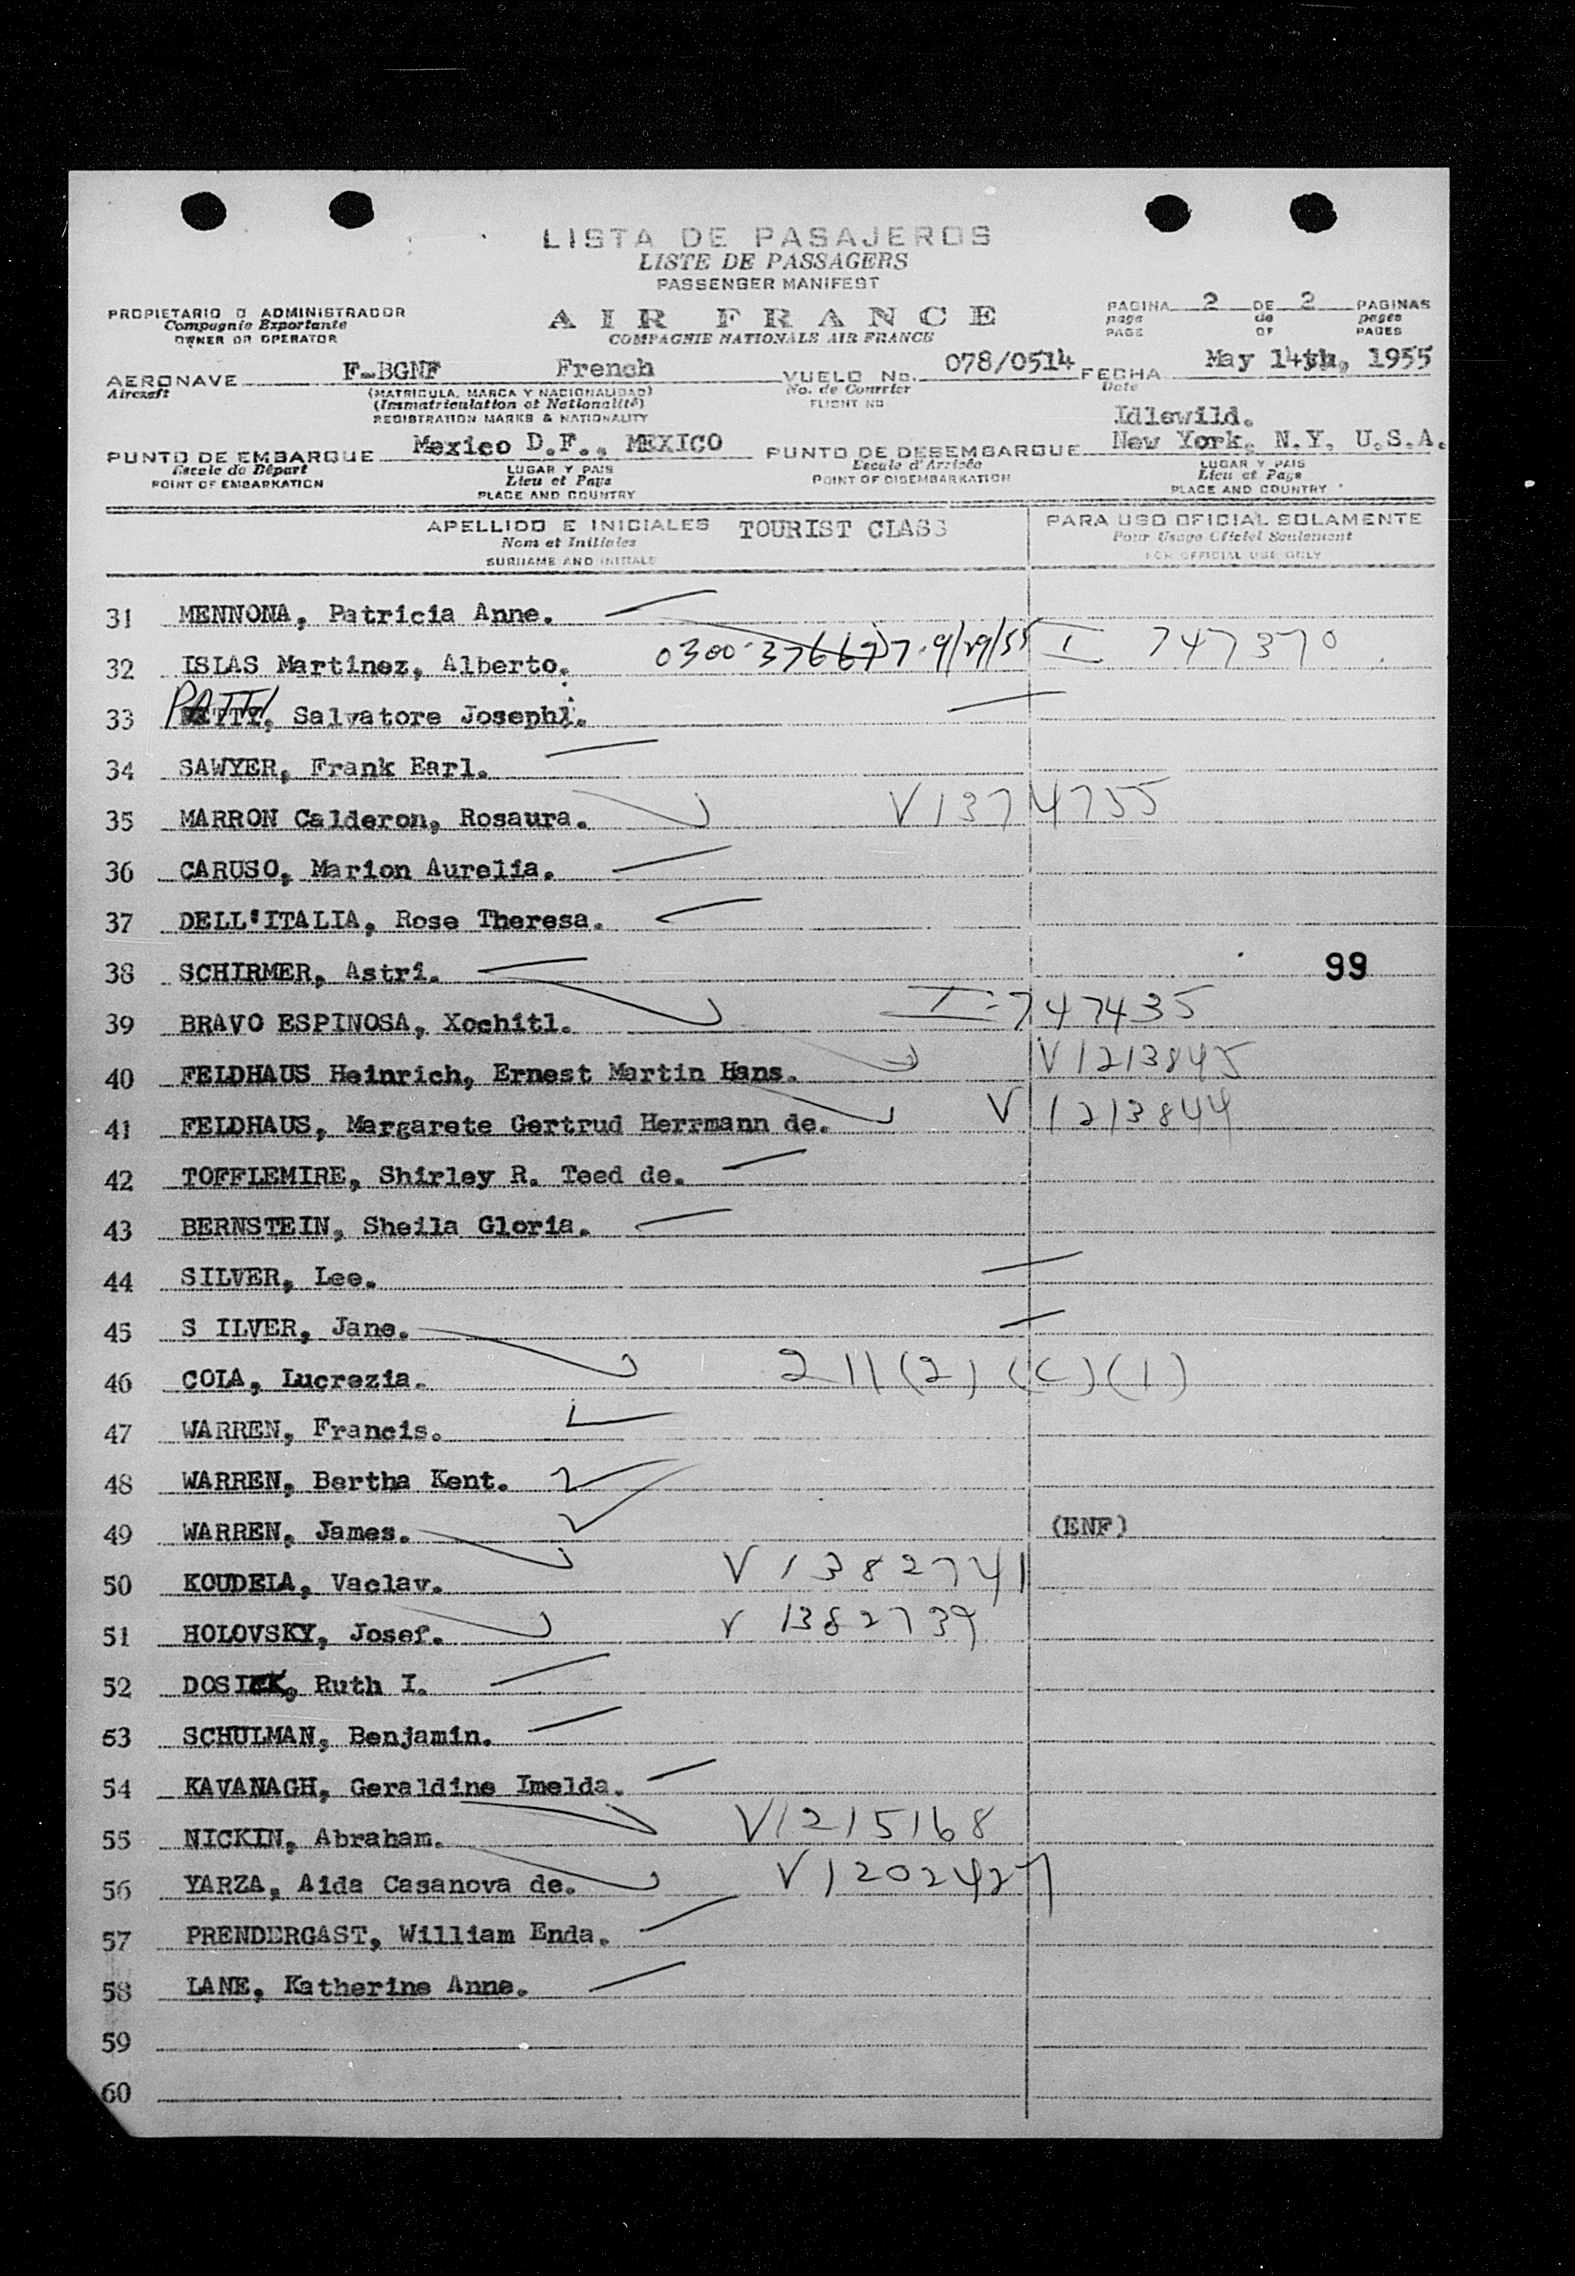 LISTA DE PASAJEROS
LISTE DE PASSAGERS
PASSENGER MANIFEST
PROPIETARIO O ADMINISTRADOR
Compagnie Exportante
OWNER OR OPERATOR
AIR FRANCE
COMPAGNIE NATIONALE AIR FRANCE
PAGINA 2 DE 2 PAGINAS
page de pages
PAGE OF PAGES
AERONAVE F-BGNF French VUELO No. 078/0514 FECHA May 14th, 1955
Aircraft (MATRICULA, MARCA Y NACIONALIDAD) No. de Courrier Date
(Immatriculation et Nationalité) FLIGHT NO
REGISTRATION MARKS & NATIONALITY
Idlewild.
PUNTO DE EMBARQUE Mexico D.F., MEXICO PUNTO DE DESEMBARQUE New York, N.Y, U.S.A.
Escale de Départ LUGAR Y PAIS Escale d'Arrivée LUGAR Y PAIS
POINT OF EMBARKATION Lieu et Pays POINT OF DISEMBARKATION Lieu et Pays
PLACE AND COUNTRY PLACE AND COUNTRY
APELLIDO E INICIALES TOURIST CLASS PARA USO OFICIAL SOLAMENTE
Nom et Initiales Pour Usage Officiel Seulement
SURNAME AND INITIALS FOR OFFICIAL USE ONLY
31 MENNONA, Patricia Anne.
32 ISLAS Martinez, Alberto. I 747370
33 PATTI, Salvatore Joseph.
34 SAWYER, Frank Earl.
35 MARRON Calderon, Rosaura. V1374755
36 CARUSO, Marion Aurelia.
37 DELL'ITALIA, Rose Theresa.
38 SCHIRMER, Astri. 99
39 BRAVO ESPINOSA, Xochitl. I-747435
40 FELDHAUS Heinrich, Ernest Martin Hans. V1213845
41 FELDHAUS, Margarete Gertrud Herrmann de. V1213844
42 TOFFLEMIRE, Shirley R. Teed de.
43 BERNSTEIN, Sheila Gloria.
44 SILVER, Lee.
45 S ILVER, Jane.
46 COLA, Lucrezia. 211(2)(C)(1)
47 WARREN, Francis.
48 WARREN, Bertha Kent.
49 WARREN, James. (ENF)
50 KOUDELA, Vaclav. V1382741
51 HOLOVSKY, Josef. V 1382739
52 DOSICK, Ruth I.
53 SCHULMAN, Benjamin.
54 KAVANAGH, Geraldine Imelda.
55 NICKIN, Abraham. V1215168
56 YARZA, Aida Casanova de. V1202427
57 PRENDERGAST, William Enda.
58 LANE, Katherine Anne.
59
60